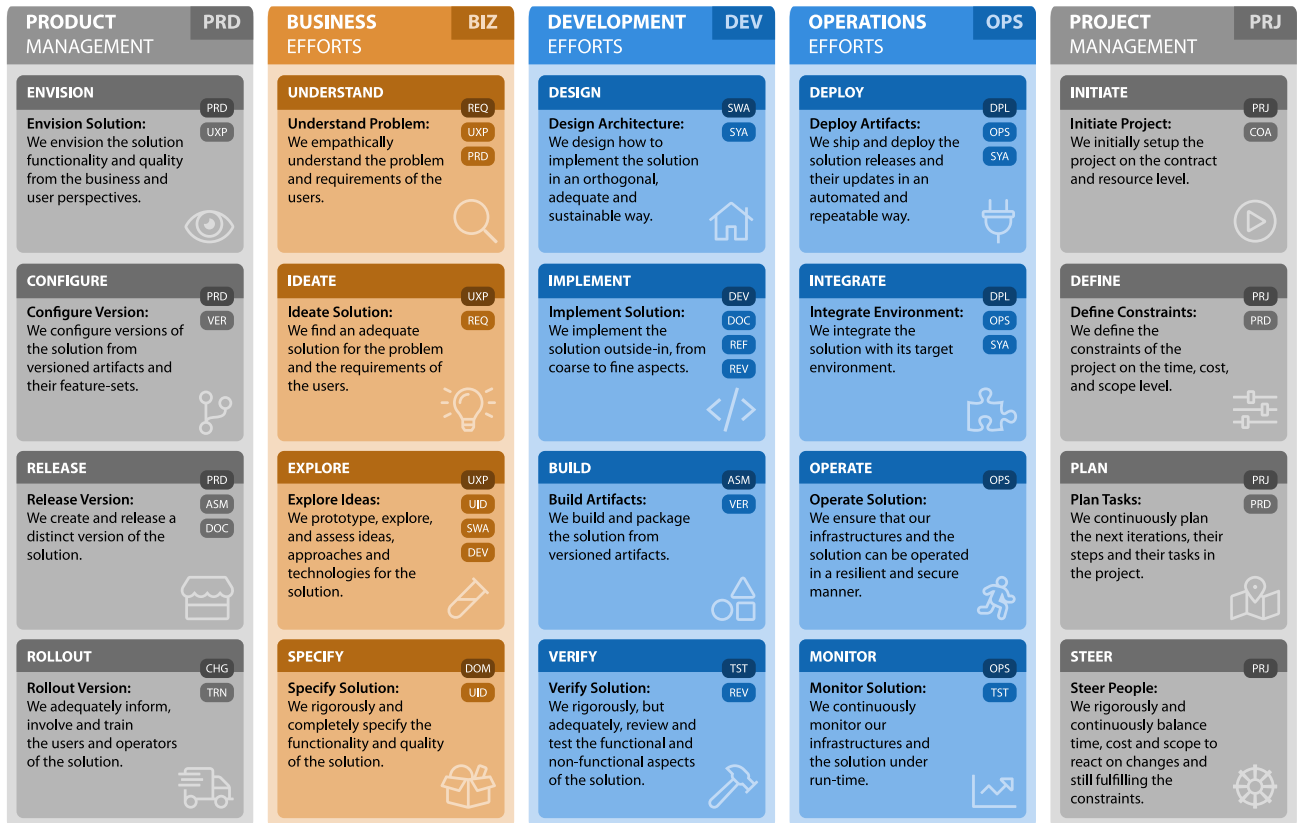 PRODUCT
MANAGEMENT
PRD
ENVISION
PRD
UXP
Envision Solution:
We envision the solution
functionality and quality
from the business and
user perspectives.
CONFIGURE
PRD
VER
Configure Version:
We configure versions of
the solution from
versioned artifacts and
their feature-sets.
RELEASE
PRD
ASM
DOC
Release Version:
We create and release a
distinct version of the
solution.
ROLLOUT
CHG
TRN
Rollout Version:
We adequately inform,
involve and train
the users and operators
of the solution.
BUSINESS
EFFORTS
BIZ
UNDERSTAND
REQ
UXP
PRD
Understand Problem:
We empathically
understand the problem
and requirements of the
users.
IDEATE
UXP
REQ
Ideate Solution:
We find an adequate
solution for the problem
and the requirements of
the users.
EXPLORE
UXP
UID
SWA
DEV
Explore Ideas:
We prototype, explore,
and assess ideas,
approaches and
technologies for the
solution.
SPECIFY
DOM
UID
Specify Solution:
We rigorously and
completely specify the
functionality and quality
of the solution.
DEVELOPMENT
EFFORTS
DEV
DESIGN
SWA
SYA
Design Architecture:
We design how to
implement the solution
in an orthogonal,
adequate and
sustainable way.
IMPLEMENT
DEV
DOC
REF
REV
Implement Solution:
We implement the
solution outside-in, from
coarse to fine aspects.
BUILD
ASM
VER
Build Artifacts:
We build and package
the solution from
versioned artifacts.
VERIFY
TST
REV
Verify Solution:
We rigorously, but
adequately, review and
test the functional and
non-functional aspects
of the solution.
OPERATIONS
EFFORTS
OPS
DEPLOY
DPL
OPS
SYA
Deploy Artifacts:
We ship and deploy the
solution releases and
their updates in an
automated and
repeatable way.
INTEGRATE
DPL
OPS
SYA
Integrate Environment:
We integrate the
solution with its target
environment.
OPERATE
OPS
Operate Solution:
We ensure that our
infrastructures and the
solution can be operated
in a resilient and secure
manner.
MONITOR
OPS
TST
Monitor Solution:
We continuously
monitor our
infrastructures and
the solution under
run-time.
PROJECT
MANAGEMENT
PRJ
INITIATE
PRJ
COA
Initiate Project:
We initially setup the
project on the contract
and resource level.
DEFINE
PRJ
PRD
Define Constraints:
We define the
constraints of the
project on the time, cost,
and scope level.
PLAN
PRJ
PRD
Plan Tasks:
We continuously plan
the next iterations, their
steps and their tasks in
the project.
STEER
PRJ
Steer People:
We rigorously and
continuously balance
time, cost and scope to
react on changes and
still fulfilling the
constraints.